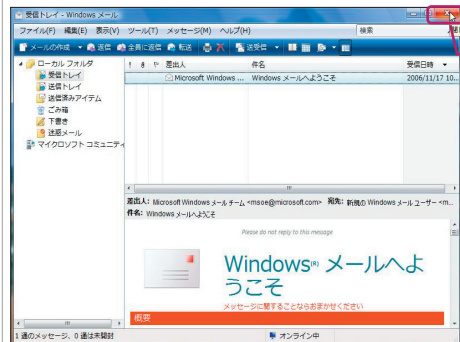 受信トレイ - Windows メール
ファイル(F) 編集(E) 表示(V) ツール(T) メッセージ(M) ヘルプ(H)
検索
メールの作成 返信 全員に返信 転送 送受信
ローカル フォルダ
受信トレイ
送信トレイ
送信済みアイテム
ごみ箱
下書き
迷惑メール
マイクロソフト コミュニティ
! 差出人 件名 受信日時
Microsoft Windows ... Windows メールへようこそ 2006/11/17 10...
差出人: Microsoft Windows メール チーム <msoe@microsoft.com> 宛先: 新規の Windows メール ユーザー <m...
件名: Windows メールへようこそ
Please do not reply to this message
Windows(R) メールへよ
うこそ
メッセージに関することならおまかせください
概要
1 通のメッセージ、0 通は未開封 オンライン中